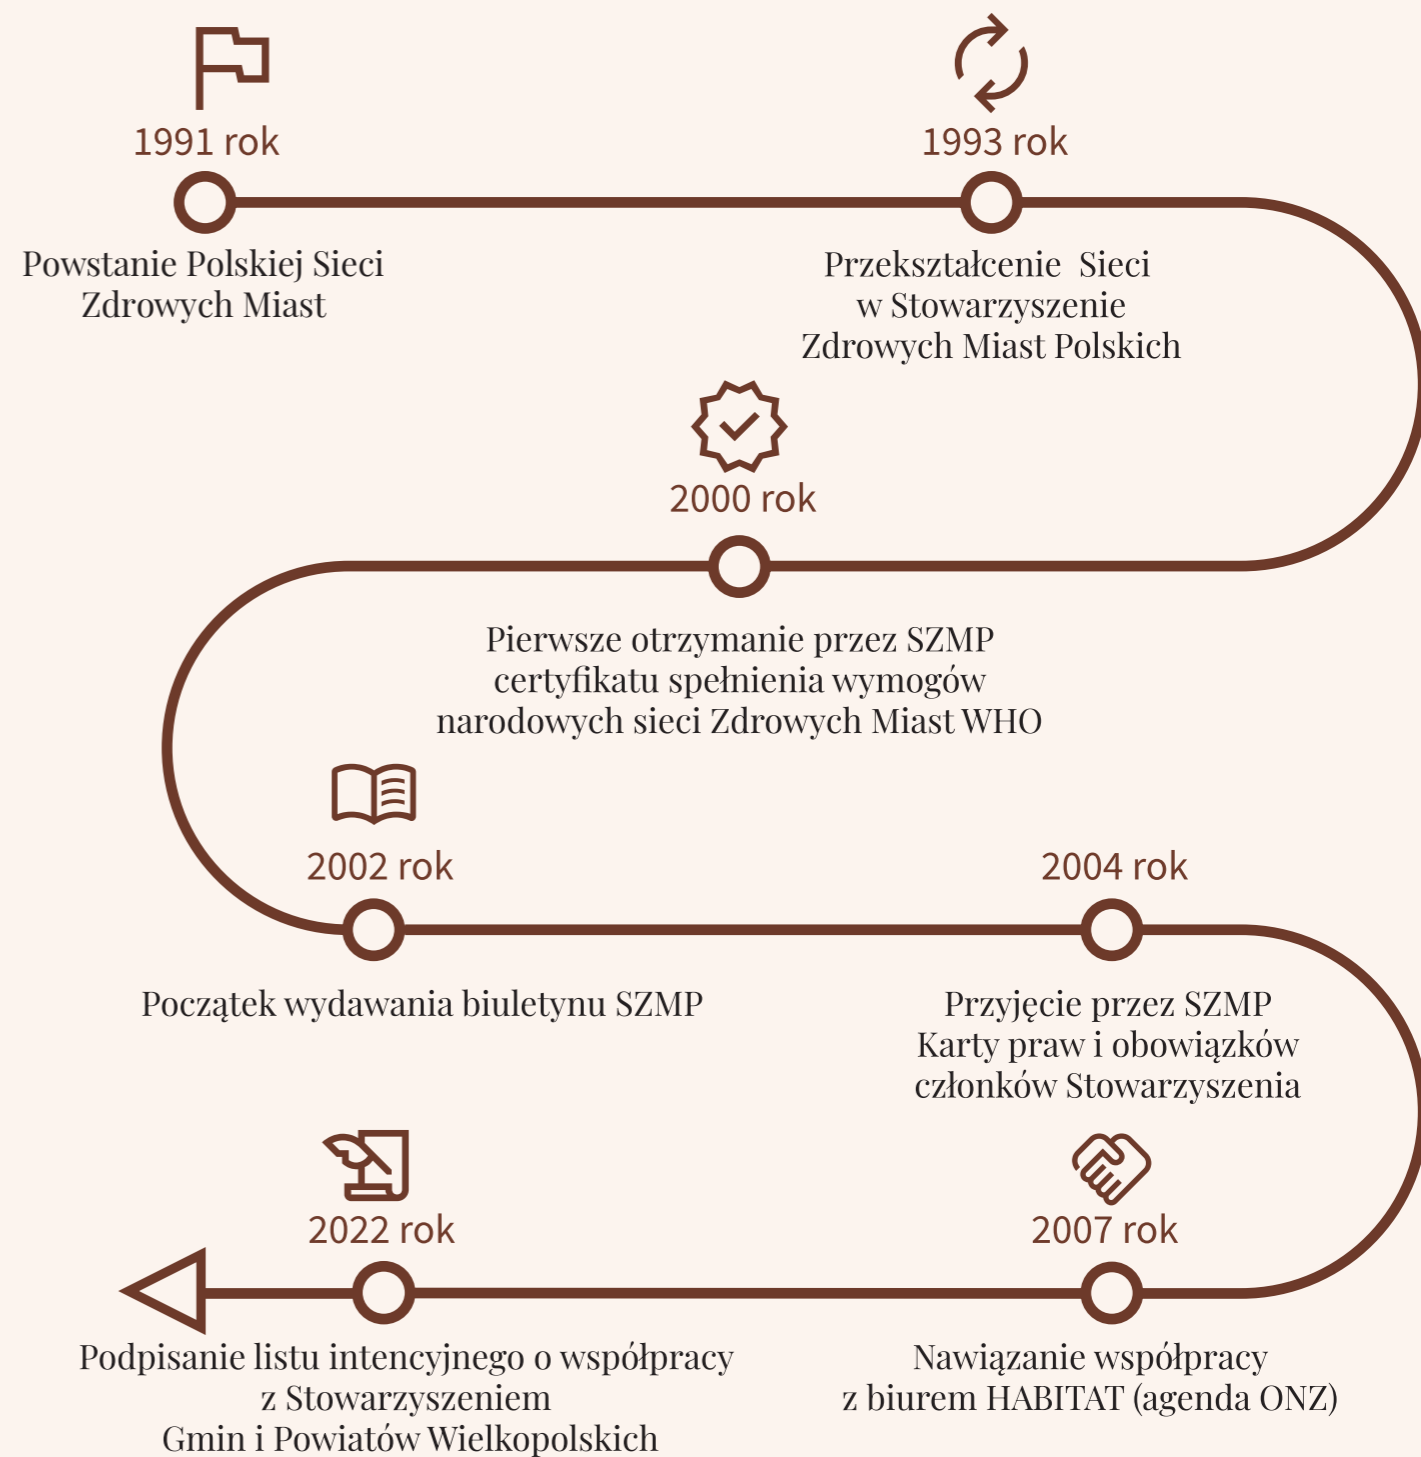 1991 rok
Powstanie Polskiej Sieci
Zdrowych Miast
1993 rok
Przekształcenie Sieci
w Stowarzyszenie
Zdrowych Miast Polskich
2000 rok
Pierwsze otrzymanie przez SZMP
certyfikatu spełnienia wymogów
narodowych sieci Zdrowych Miast WHO
2002 rok
Początek wydawania biuletynu SZMP
2004 rok
Przyjęcie przez SZMP
Karty praw i obowiązków
członków Stowarzyszenia
2007 rok
Nawiązanie współpracy
z biurem HABITAT (agenda ONZ)
2022 rok
Podpisanie listu intencyjnego o współpracy
z Stowarzyszeniem
Gmin i Powiatów Wielkopolskich